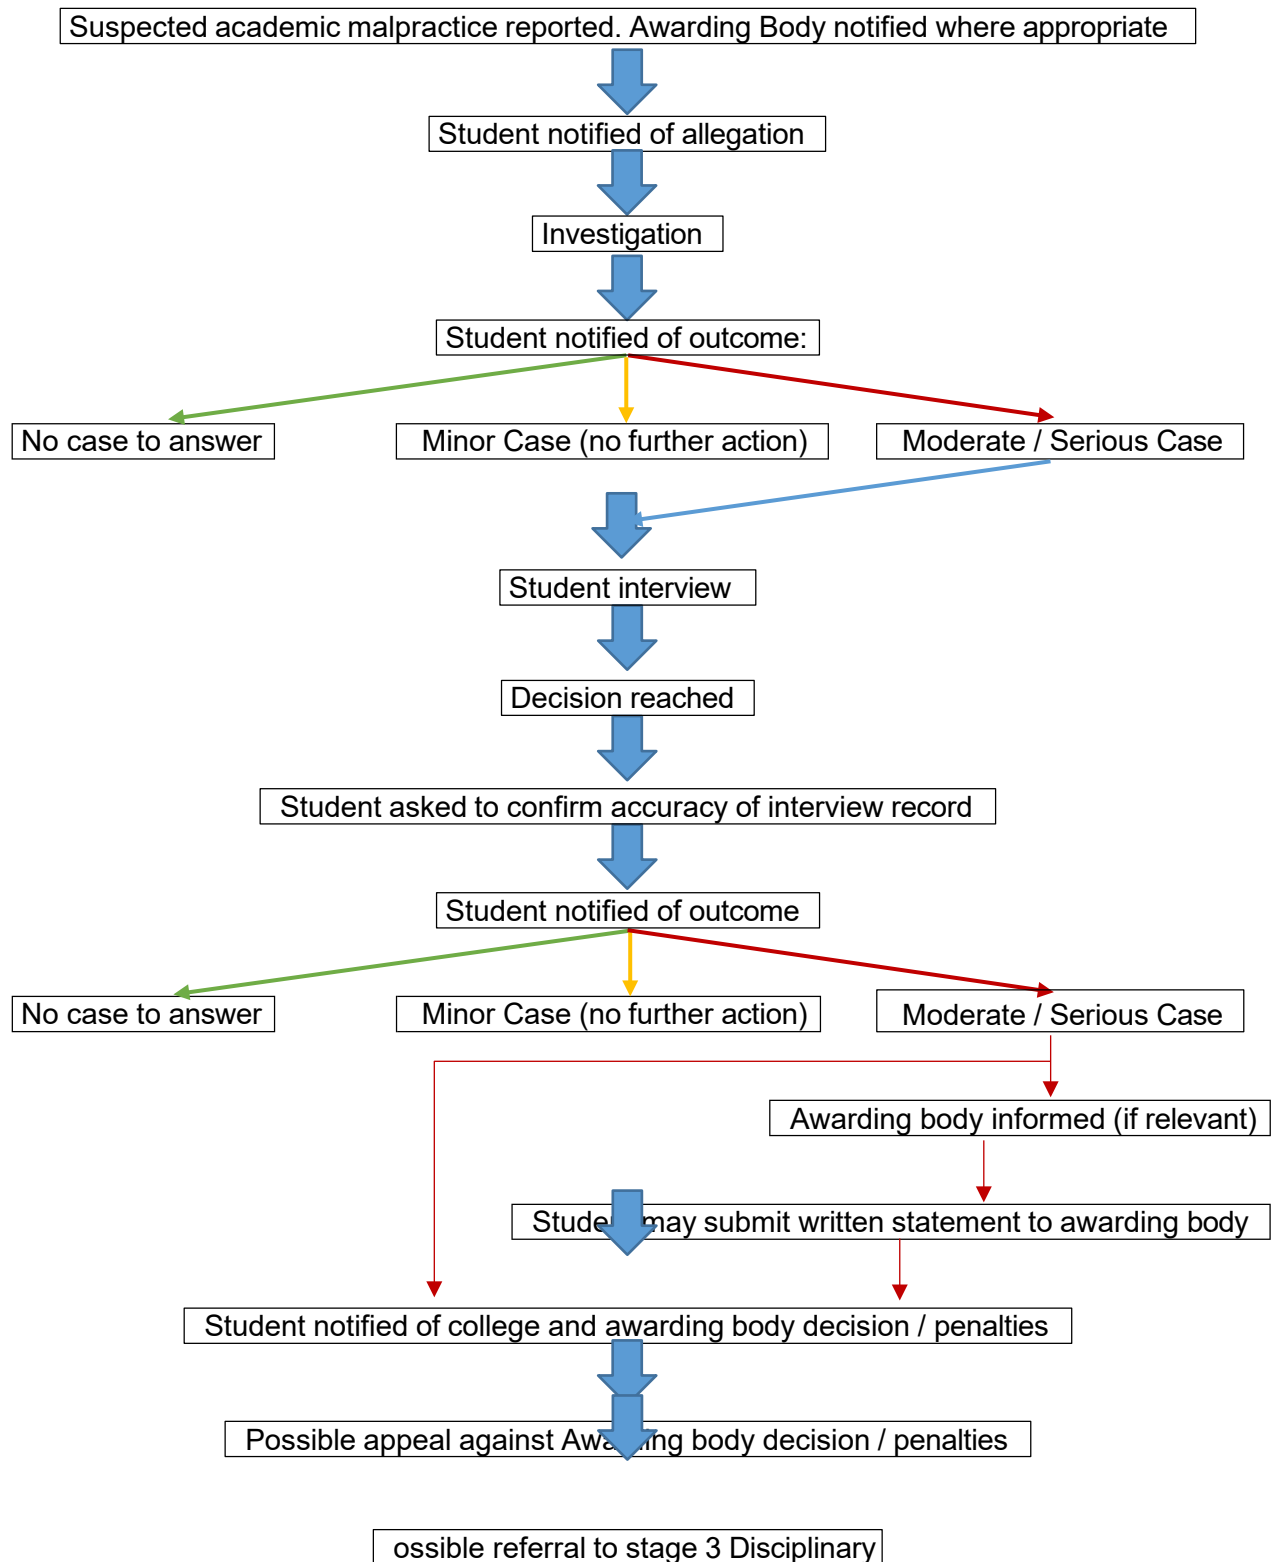 Suspected academic malpractice reported. Awarding Body notified where appropriate
Student notified of allegation
Investigation
Student notified of outcome:
No case to answer
Minor Case (no further action)
Moderate / Serious Case
Student interview
Decision reached
Student asked to confirm accuracy of interview record
Student notified of outcome
No case to answer
Minor Case (no further action)
Moderate / Serious Case
Awarding body informed (if relevant)
Student may submit written statement to awarding body
Student notified of college and awarding body decision / penalties
Possible appeal against Awarding body decision / penalties
ossible referral to stage 3 Disciplinary